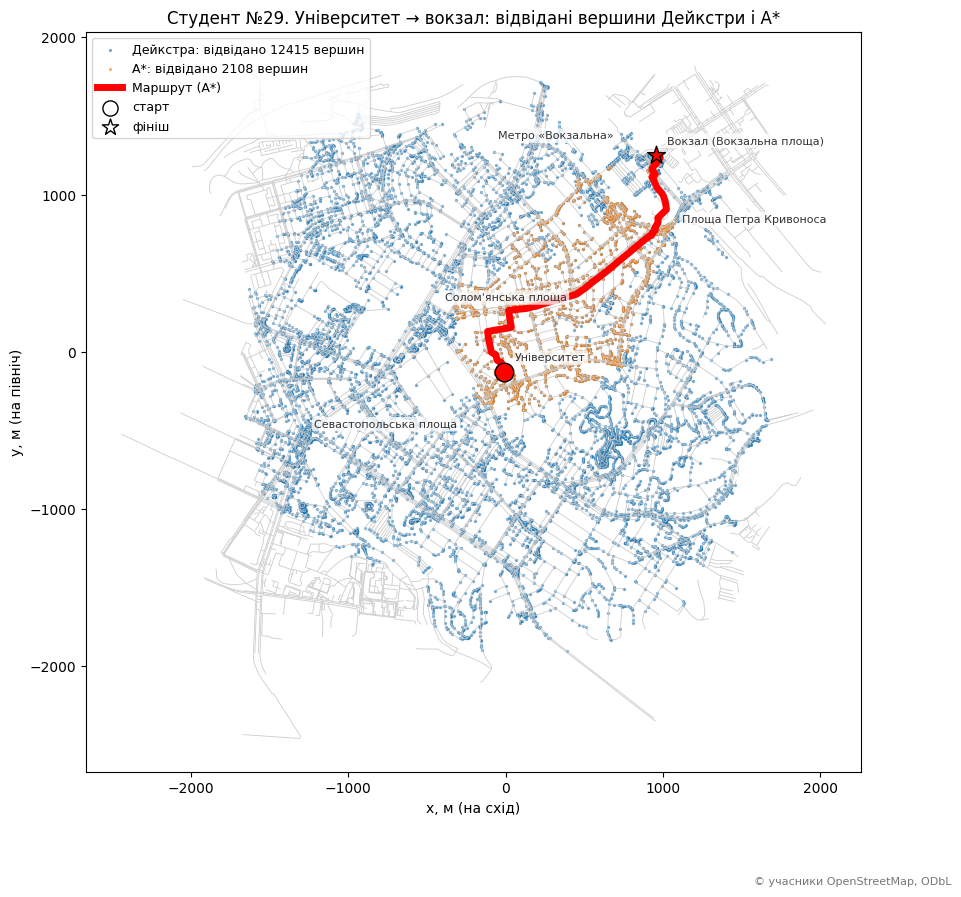 Студент №29. Університет → вокзал: відвідані вершини Дейкстри і A*
Дейкстра: відвідано 12415 вершин
A*: відвідано 2108 вершин
Маршрут (A*)
старт
фініш
Метро «Вокзальна»
Вокзал (Вокзальна площа)
Площа Петра Кривоноса
Солом'янська площа
Університет
Севастопольська площа
2000
1000
0
−1000
−2000
y, м (на північ)
−2000 −1000 0 1000 2000
x, м (на схід)
© учасники OpenStreetMap, ODbL